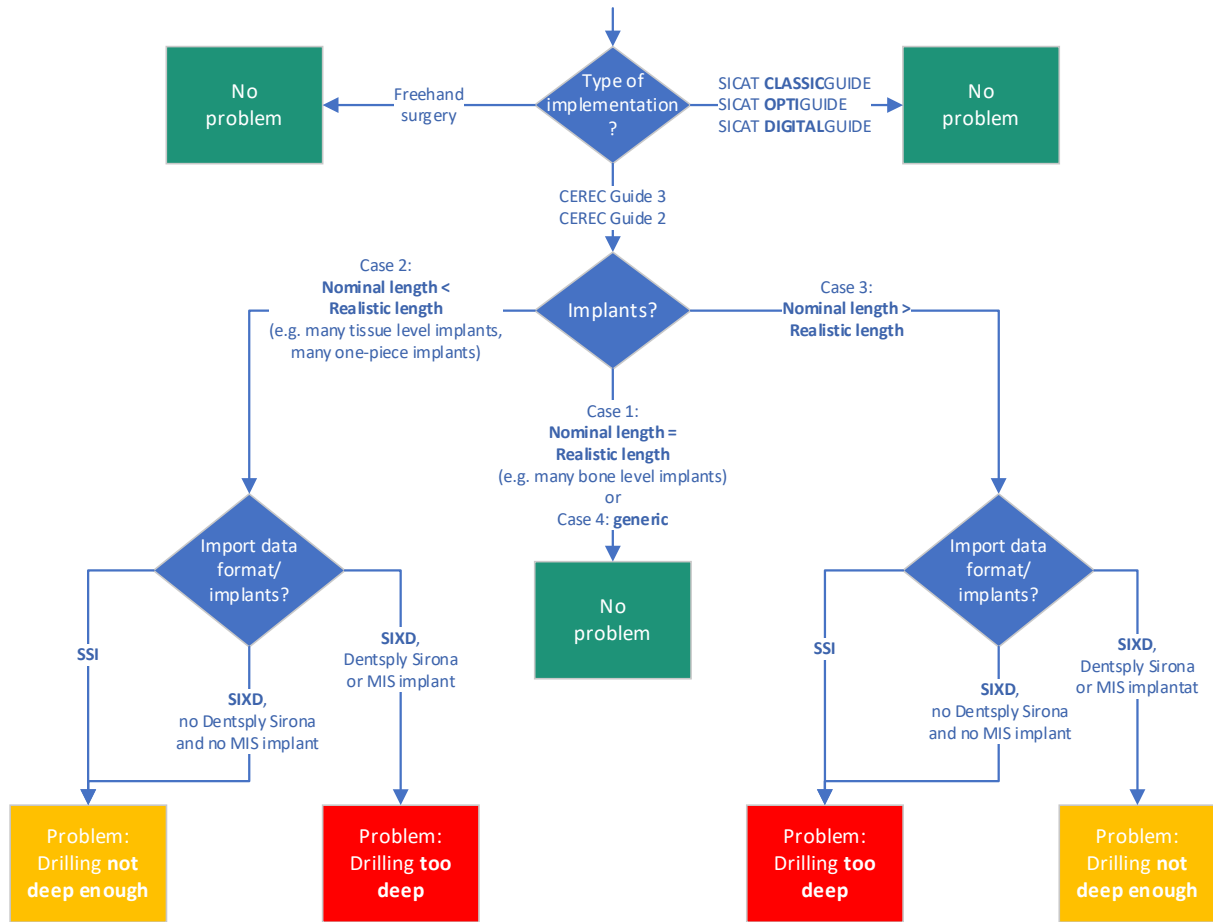 No
problem
Freehand
surgery
Type of
implementation
?
SICAT CLASSICGUIDE
SICAT OPTIGUIDE
SICAT DIGITALGUIDE
No
problem
CEREC Guide 3
CEREC Guide 2
Case 2:
Nominal length <
Realistic length
(e.g. many tissue level implants,
many one-piece implants)
Implants?
Case 3:
Nominal length >
Realistic length
Case 1:
Nominal length =
Realistic length
(e.g. many bone level implants)
or
Case 4: generic
Import data
format/
implants?
No
problem
Import data
format/
implants?
SSI
SIXD,
no Dentsply Sirona
and no MIS implant
SIXD,
Dentsply Sirona
or MIS implant
SSI
SIXD,
no Dentsply Sirona
and no MIS implant
SIXD,
Dentsply Sirona
or MIS implantat
Problem:
Drilling not
deep enough
Problem:
Drilling too
deep
Problem:
Drilling too
deep
Problem:
Drilling not
deep enough